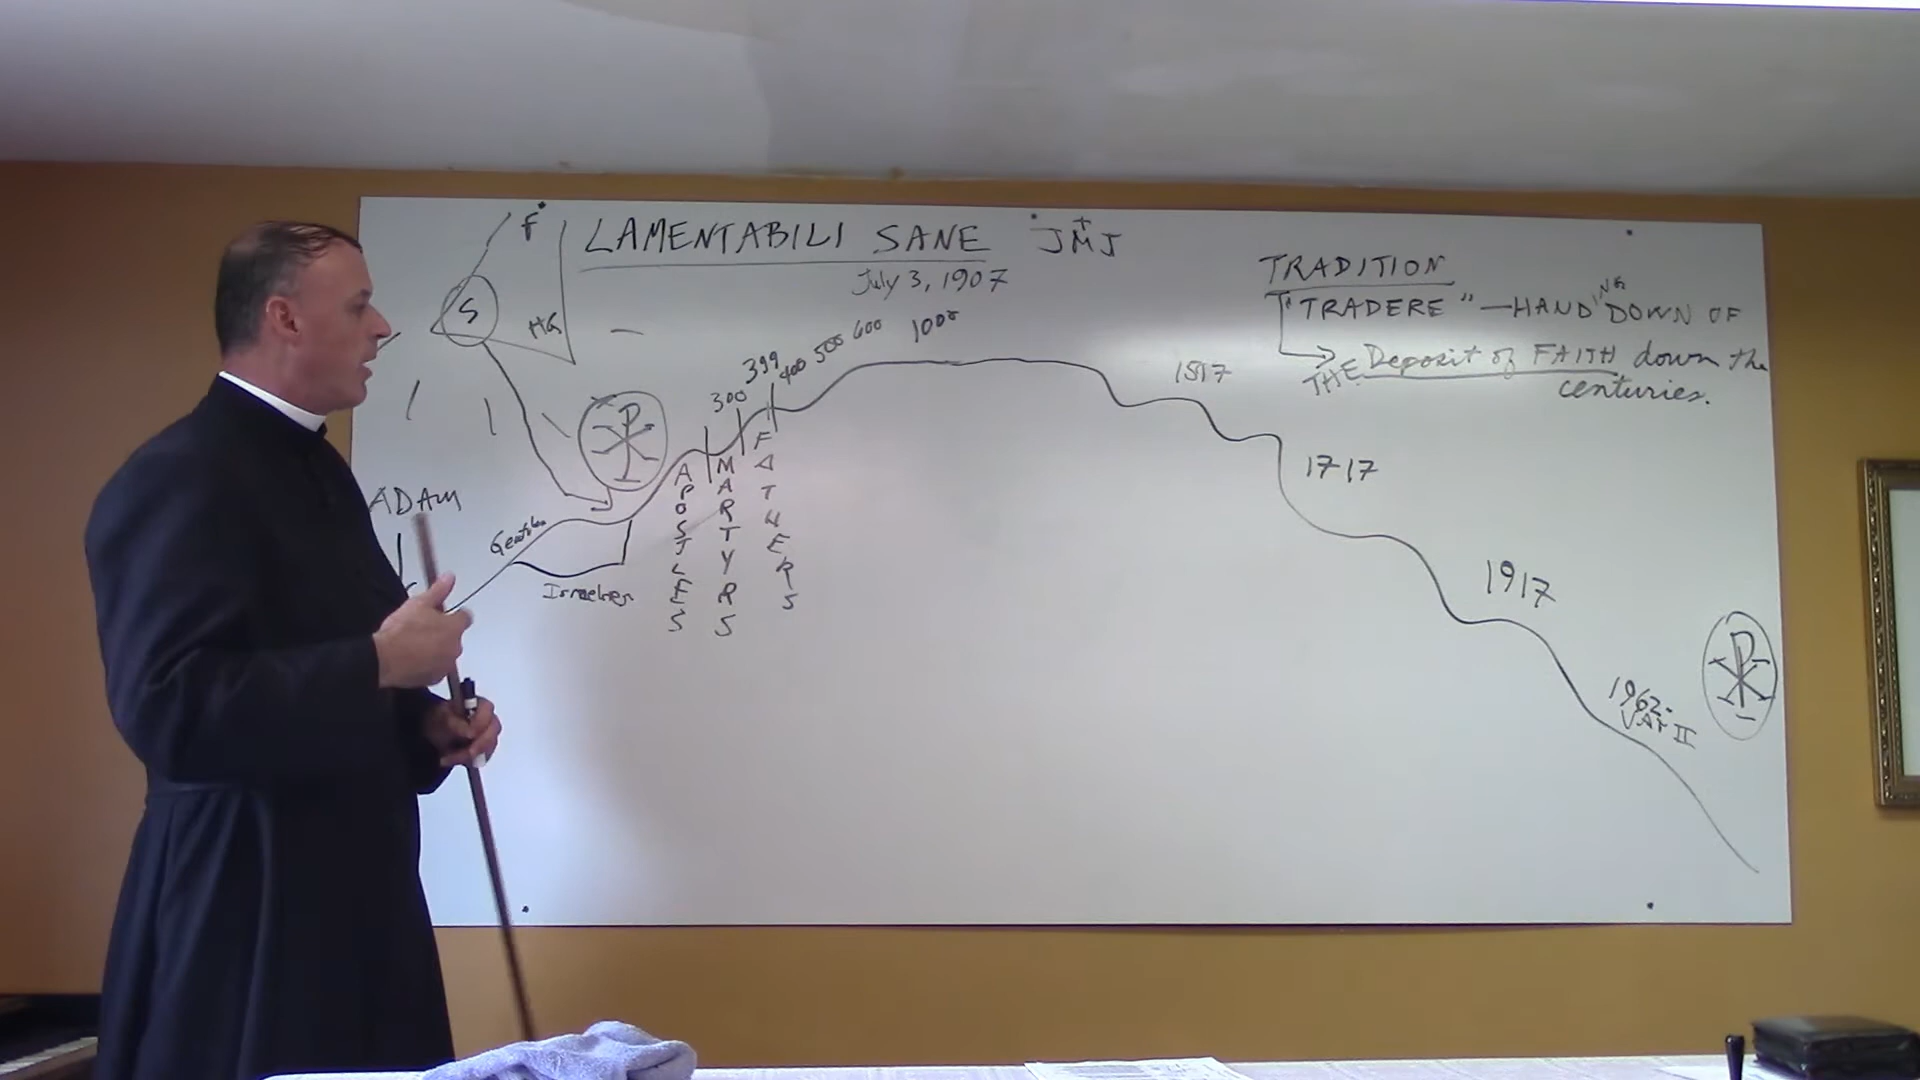 F
LAMENTABILI SANE JMJ
July 3, 1907
S
HG
TRADITION
"TRADERE" — HANDING DOWN OF
THE Deposit of FAITH down the
centuries.
300 399 400 500 600 1000
1517
1717
1917
1962-
VAT II
ADAM
Gentiles
Israelites
APOSTLES
MARTYRS
FATHERS